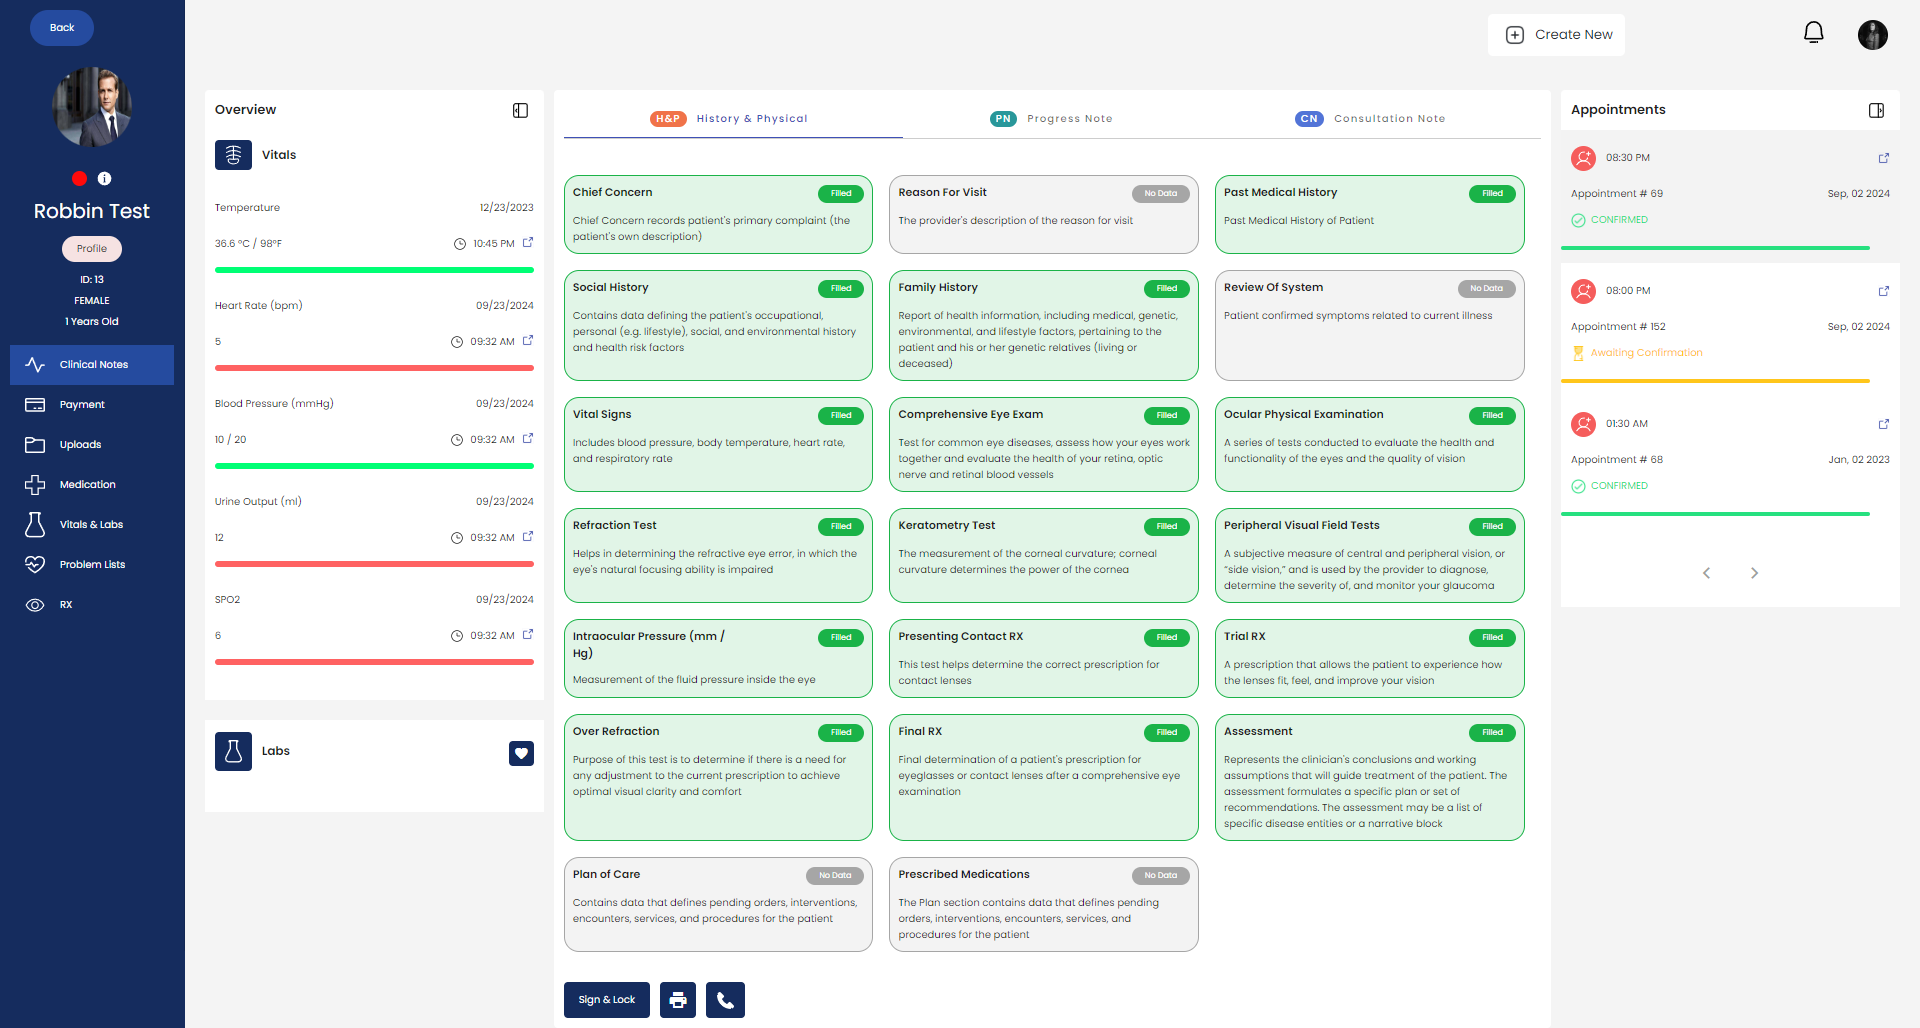 Back
Robbin Test
Profile
ID: 13
FEMALE
1 Years Old
Clinical Notes
Payment
Uploads
Medication
Vitals & Labs
Problem Lists
RX
Create New
Overview
Vitals
Temperature 12/23/2023
36.6 °C / 98°F 10:45 PM
Heart Rate (bpm) 09/23/2024
5 09:32 AM
Blood Pressure (mmHg) 09/23/2024
10 / 20 09:32 AM
Urine Output (ml) 09/23/2024
12 09:32 AM
SPO2 09/23/2024
6 09:32 AM
Labs
H&P History & Physical
PN Progress Note
CN Consultation Note
Chief Concern Filled
Chief Concern records patient's primary complaint (the
patient's own description)
Reason For Visit No Data
The provider's description of the reason for visit
Past Medical History Filled
Past Medical History of Patient
Social History Filled
Contains data defining the patient's occupational,
personal (e.g. lifestyle), social, and environmental history
and health risk factors
Family History Filled
Report of health information, including medical, genetic,
environmental, and lifestyle factors, pertaining to the
patient and his or her genetic relatives (living or
deceased)
Review Of System No Data
Patient confirmed symptoms related to current illness
Vital Signs Filled
Includes blood pressure, body temperature, heart rate,
and respiratory rate
Comprehensive Eye Exam Filled
Test for common eye diseases, assess how your eyes work
together and evaluate the health of your retina, optic
nerve and retinal blood vessels
Ocular Physical Examination Filled
A series of tests conducted to evaluate the health and
functionality of the eyes and the quality of vision
Refraction Test Filled
Helps in determining the refractive eye error, in which the
eye's natural focusing ability is impaired
Keratometry Test Filled
The measurement of the corneal curvature; corneal
curvature determines the power of the cornea
Peripheral Visual Field Tests Filled
A subjective measure of central and peripheral vision, or
“side vision,” and is used by the provider to diagnose,
determine the severity of, and monitor your glaucoma
Intraocular Pressure (mm / Filled
Hg)
Measurement of the fluid pressure inside the eye
Presenting Contact RX Filled
This test helps determine the correct prescription for
contact lenses
Trial RX Filled
A prescription that allows the patient to experience how
the lenses fit, feel, and improve your vision
Over Refraction Filled
Purpose of this test is to determine if there is a need for
any adjustment to the current prescription to achieve
optimal visual clarity and comfort
Final RX Filled
Final determination of a patient's prescription for
eyeglasses or contact lenses after a comprehensive eye
examination
Assessment Filled
Represents the clinician's conclusions and working
assumptions that will guide treatment of the patient. The
assessment formulates a specific plan or set of
recommendations. The assessment may be a list of
specific disease entities or a narrative block
Plan of Care No Data
Contains data that defines pending orders, interventions,
encounters, services, and procedures for the patient
Prescribed Medications No Data
The Plan section contains data that defines pending
orders, interventions, encounters, services, and
procedures for the patient
Sign & Lock
Appointments
08:30 PM
Appointment # 69 Sep, 02 2024
CONFIRMED
08:00 PM
Appointment # 152 Sep, 02 2024
Awaiting Confirmation
01:30 AM
Appointment # 68 Jan, 02 2023
CONFIRMED